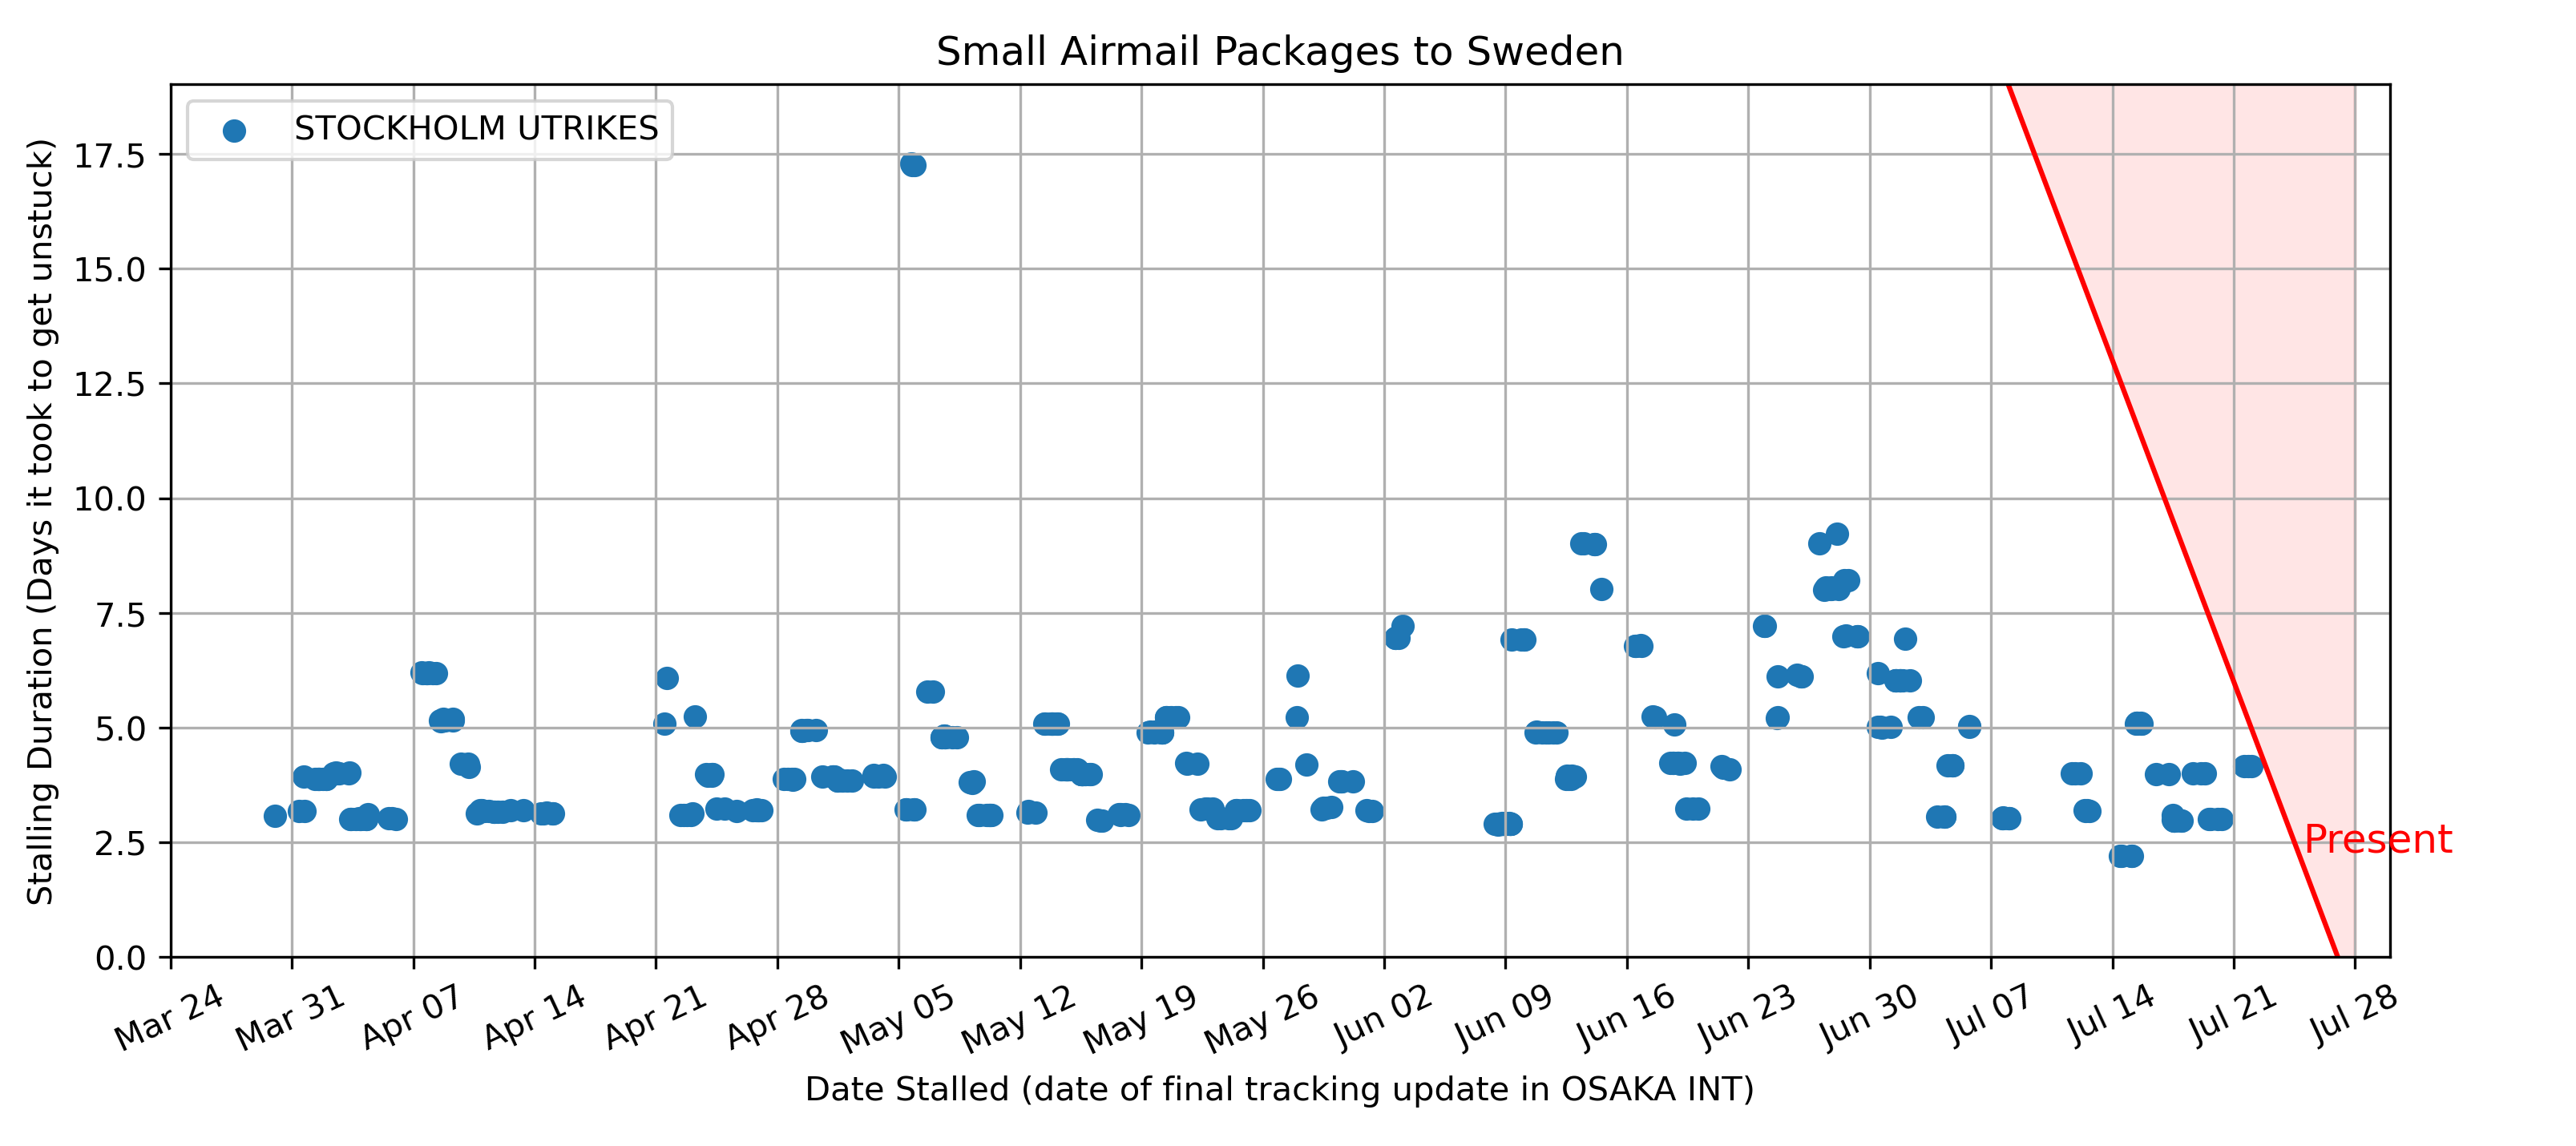 Small Airmail Packages to Sweden
STOCKHOLM UTRIKES
Stalling Duration (Days it took to get unstuck)
17.5
15.0
12.5
10.0
7.5
5.0
2.5
0.0
Present
Mar 24
Mar 31
Apr 07
Apr 14
Apr 21
Apr 28
May 05
May 12
May 19
May 26
Jun 02
Jun 09
Jun 16
Jun 23
Jun 30
Jul 07
Jul 14
Jul 21
Jul 28
Date Stalled (date of final tracking update in OSAKA INT)